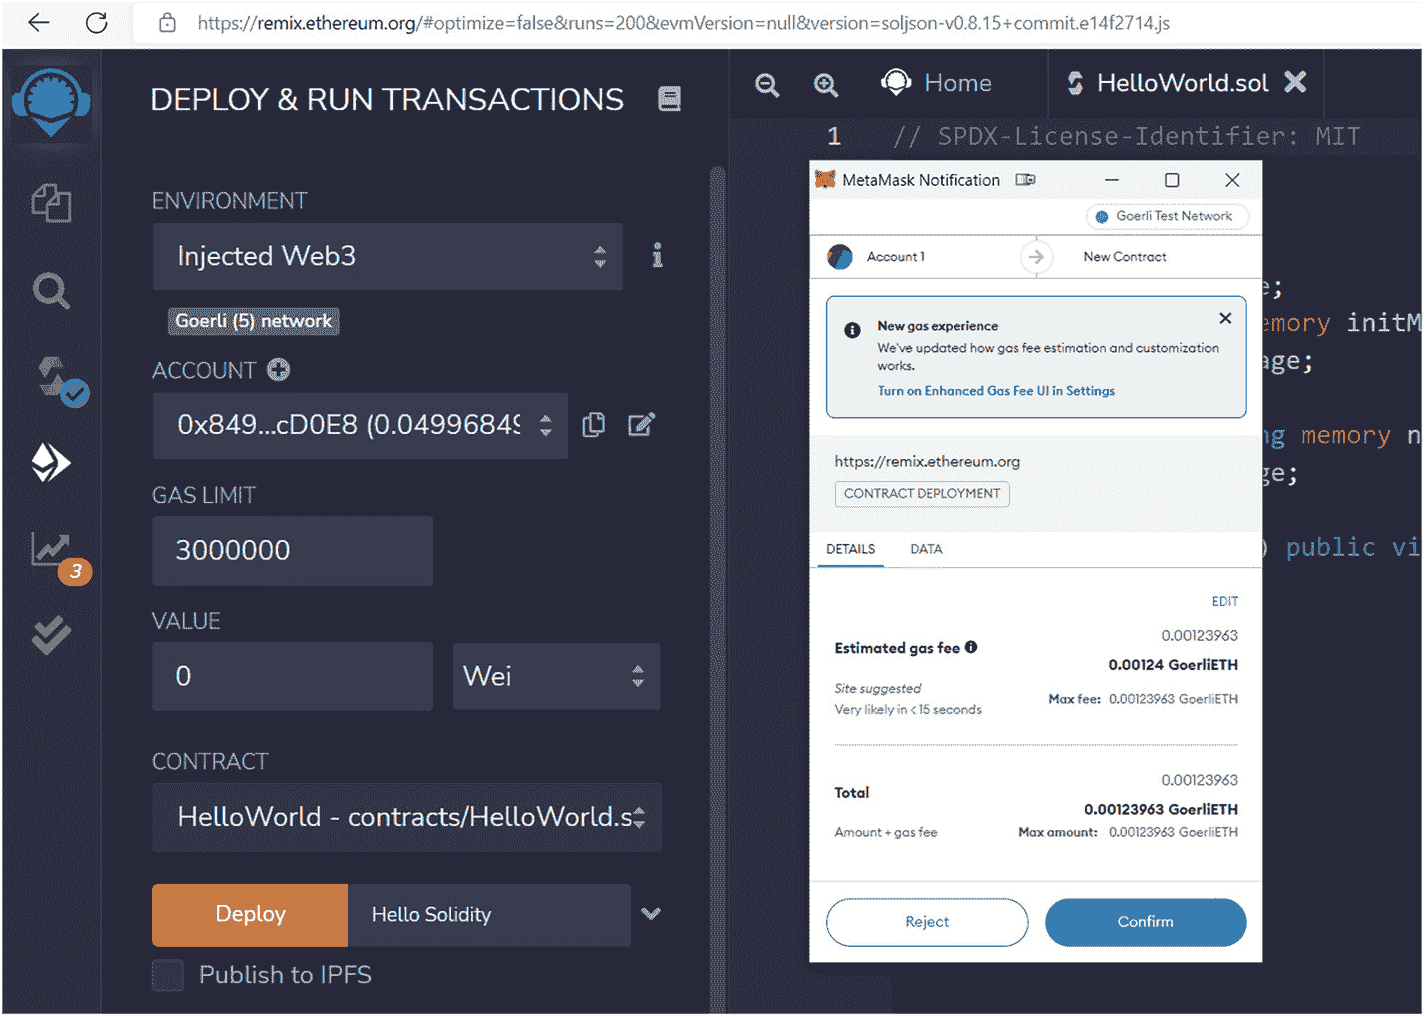 https://remix.ethereum.org/#optimize=false&runs=200&evmVersion=null&version=soljson-v0.8.15+commit.e14f2714.js
DEPLOY & RUN TRANSACTIONS
ENVIRONMENT
Injected Web3
Goerli (5) network
ACCOUNT
0x849...cD0E8 (0.04996849
GAS LIMIT
3000000
VALUE
0 Wei
CONTRACT
HelloWorld - contracts/HelloWorld.s
Deploy Hello Solidity
Publish to IPFS
3
Home HelloWorld.sol
1 // SPDX-License-Identifier: MIT
e;
emory initM
age;
ng memory n
ge;
) public vi
MetaMask Notification
Goerli Test Network
Account 1 New Contract
New gas experience
We've updated how gas fee estimation and customization
works.
Turn on Enhanced Gas Fee UI in Settings
https://remix.ethereum.org
CONTRACT DEPLOYMENT
DETAILS DATA
EDIT
0.00123963
Estimated gas fee 0.00124 GoerliETH
Site suggested
Very likely in < 15 seconds Max fee: 0.00123963 GoerliETH
0.00123963
Total 0.00123963 GoerliETH
Amount + gas fee Max amount: 0.00123963 GoerliETH
Reject Confirm